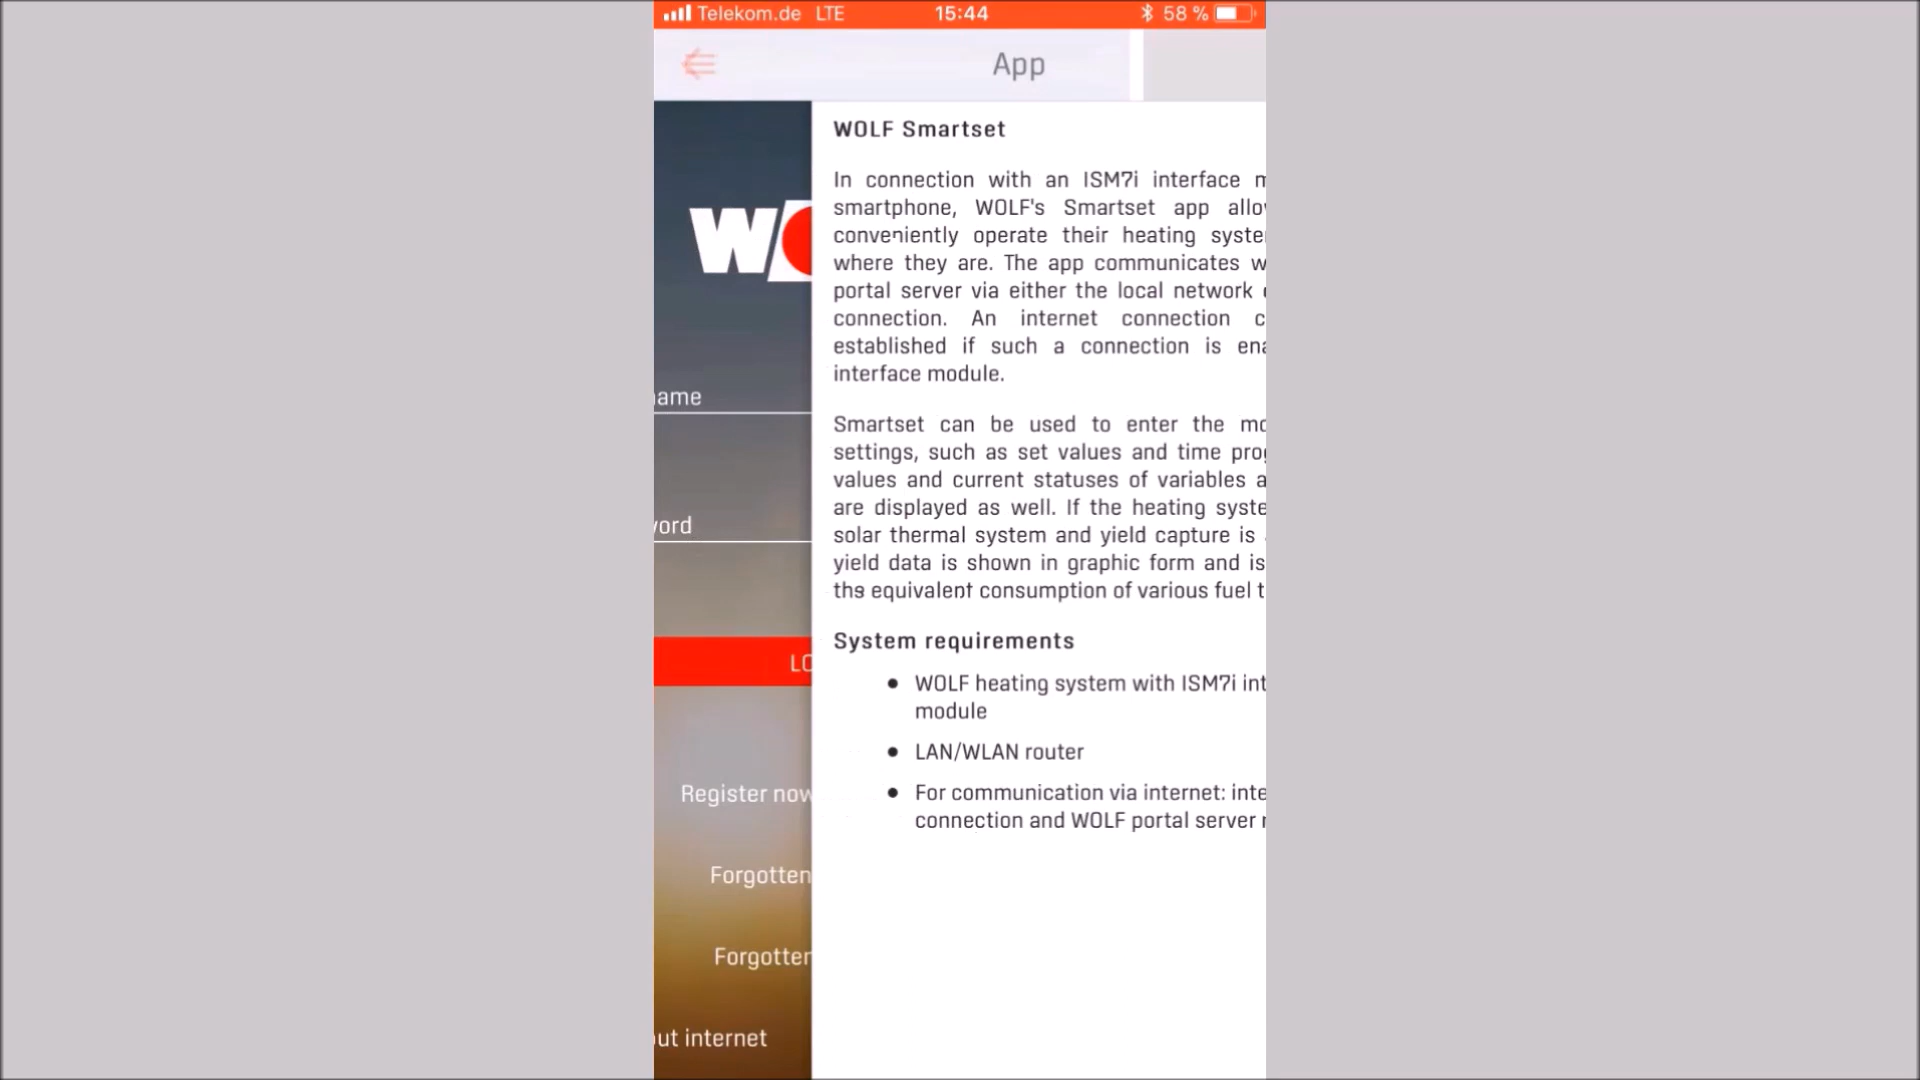 Telekom.de LTE 15:44 58 %
App
WOLF Smartset
In connection with an ISM7i interface
smartphone, WOLF's Smartset app
conveniently operate their heating
where they are. The app communicates
portal server via either the local network
connection. An internet connection
established if such a connection is
interface module.
Smartset can be used to enter the
settings, such as set values and time
values and current statuses of variables
are displayed as well. If the heating
solar thermal system and yield capture is
yield data is shown in graphic form and is
the equivalent consumption of various fuel
System requirements
WOLF heating system with ISM7i
module
LAN/WLAN router
For communication via internet:
connection and WOLF portal server
Register now
Forgotten
Forgotten
internet